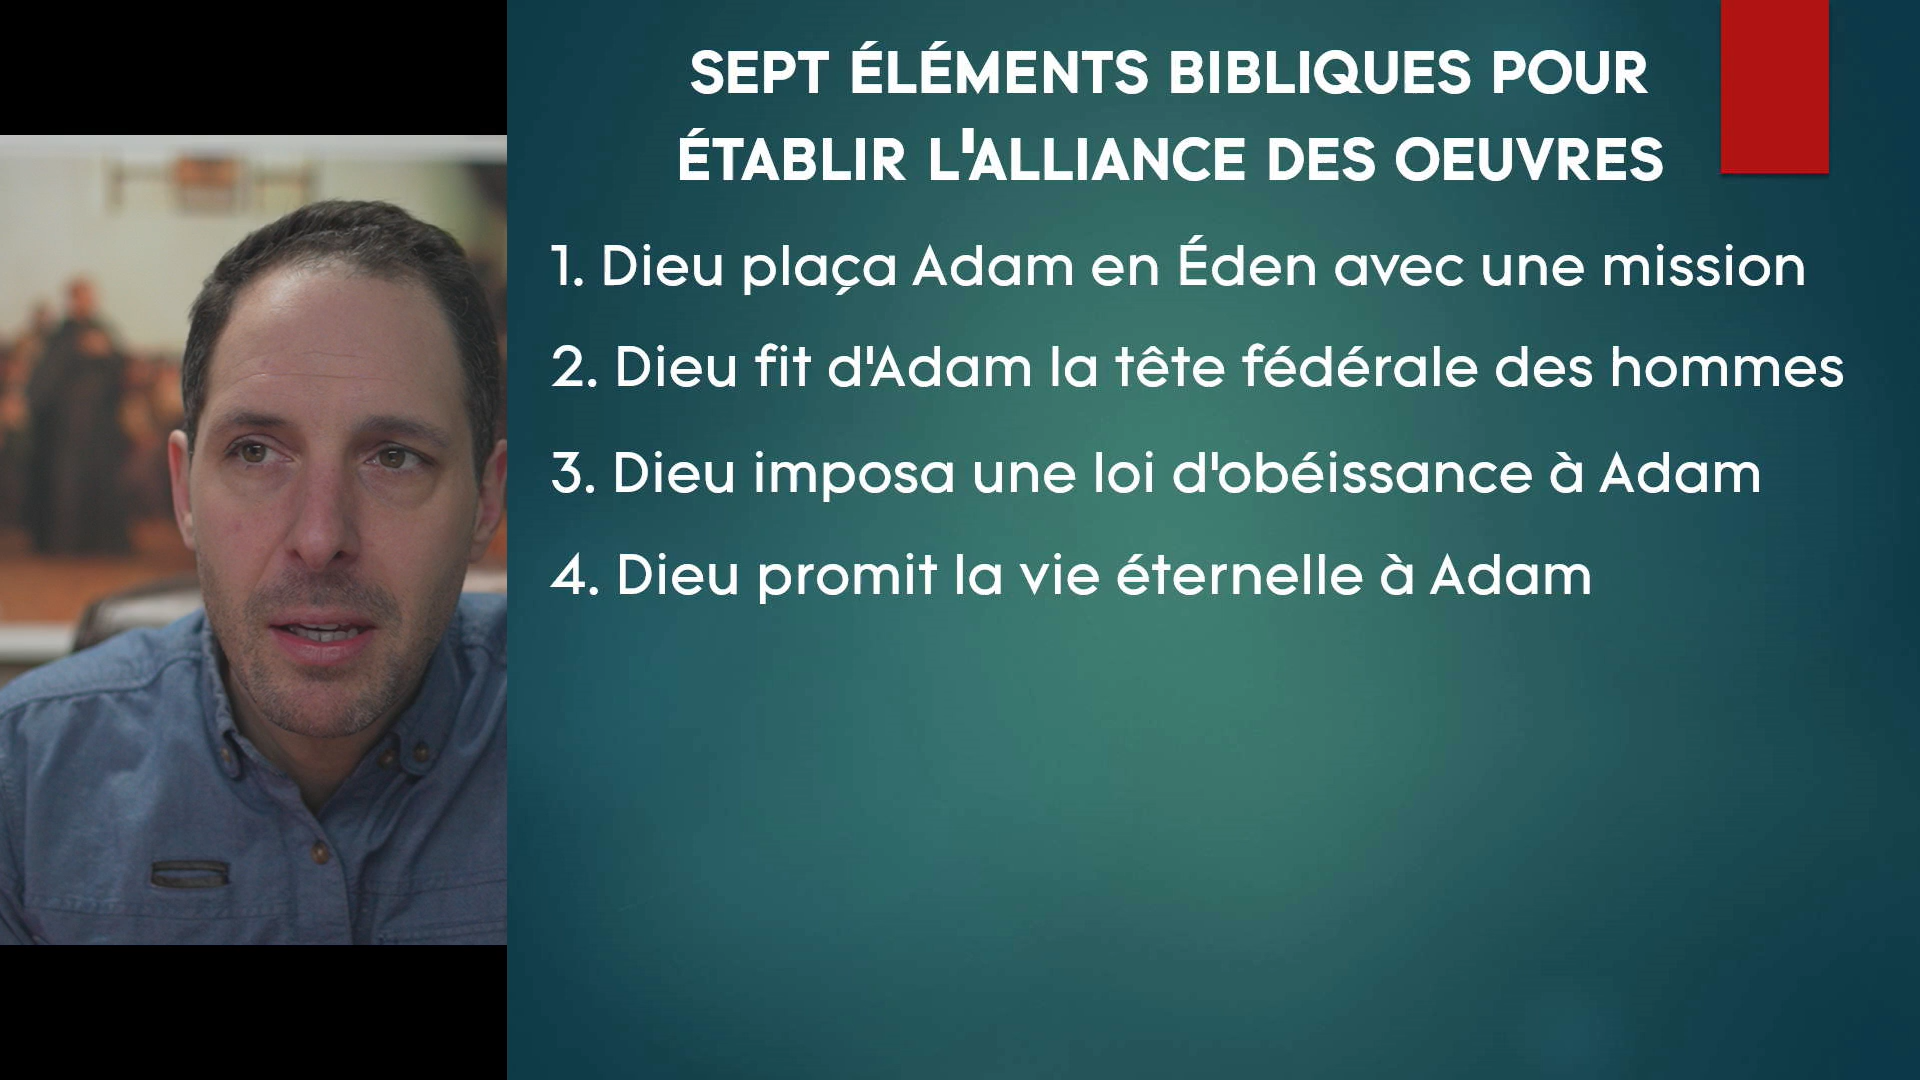 SEPT ÉLÉMENTS BIBLIQUES POUR
ÉTABLIR L'ALLIANCE DES OEUVRES
1. Dieu plaça Adam en Éden avec une mission
2. Dieu fit d'Adam la tête fédérale des hommes
3. Dieu imposa une loi d'obéissance à Adam
4. Dieu promit la vie éternelle à Adam